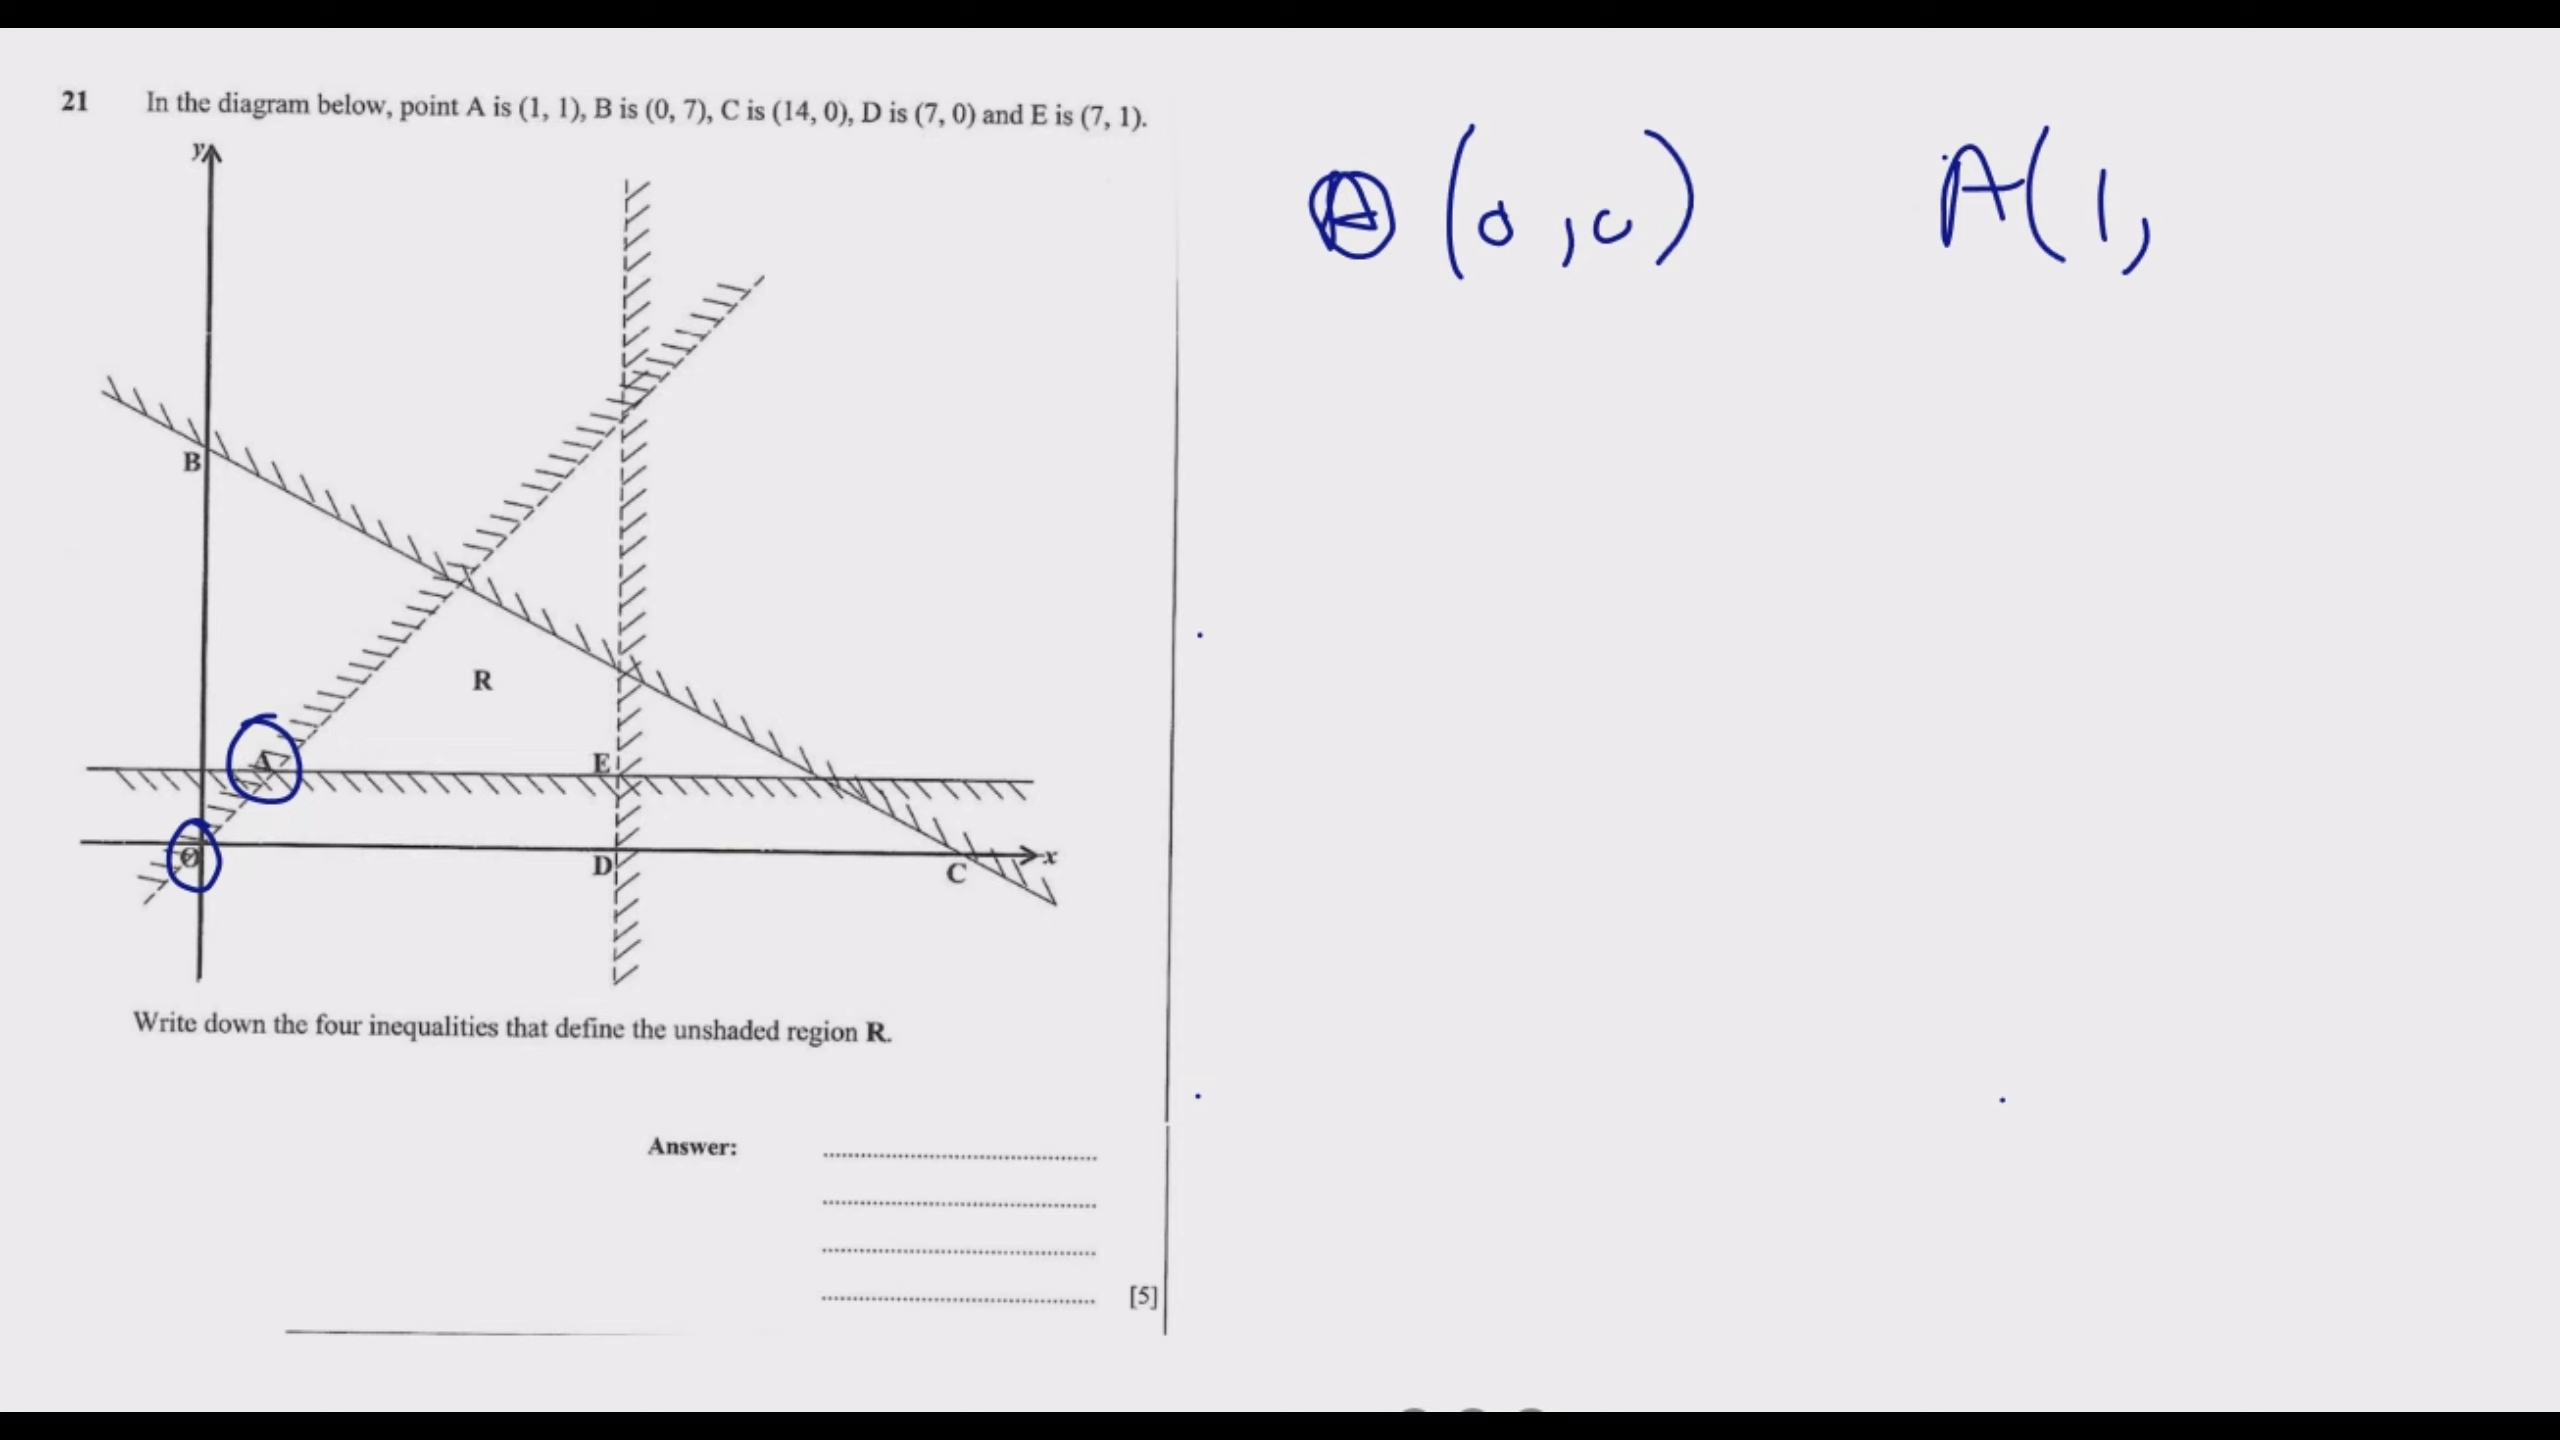 21 In the diagram below, point A is (1, 1), B is (0, 7), C is (14, 0), D is (7, 0) and E is (7, 1).
y
B
R
A
E
O
D
C
x
Write down the four inequalities that define the unshaded region R.
Answer: ........................................
........................................
........................................
........................................ [5]
(0,0) A(1,